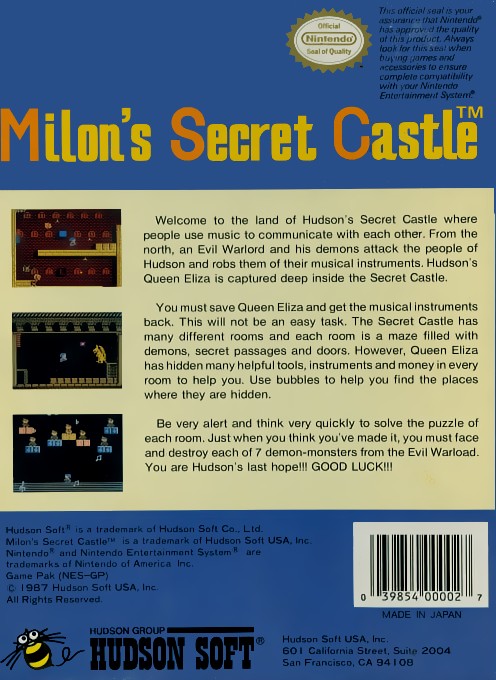 This official seal is your
assurance that Nintendo®
has approved the quality
of this product. Always
look for this seal when
buying games and
accessories to ensure
complete compatibility
with your Nintendo
Entertainment System®
Official
Nintendo®
Seal of Quality
Milon's Secret Castle™
Welcome to the land of Hudson's Secret Castle where
people use music to communicate with each other. From the
north, an Evil Warlord and his demons attack the people of
Hudson and robs them of their musical instruments. Hudson's
Queen Eliza is captured deep inside the Secret Castle.
You must save Queen Eliza and get the musical instruments
back. This will not be an easy task. The Secret Castle has
many different rooms and each room is a maze filled with
demons, secret passages and doors. However, Queen Eliza
has hidden many helpful tools, instruments and money in every
room to help you. Use bubbles to help you find the places
where they are hidden.
Be very alert and think very quickly to solve the puzzle of
each room. Just when you think you've made it, you must face
and destroy each of 7 demon-monsters from the Evil Warload.
You are Hudson's last hope!!! GOOD LUCK!!!
Hudson Soft® is a trademark of Hudson Soft Co., Ltd.
Milon's Secret Castle™ is a trademark of Hudson Soft USA, Inc.
Nintendo® and Nintendo Entertainment System® are
trademarks of Nintendo of America Inc.
Game Pak (NES-GP)
© 1987 Hudson Soft USA, Inc.
All Rights Reserved.
0 39854 00002 7
MADE IN JAPAN
HUDSON GROUP
HUDSON SOFT®
Hudson Soft USA, Inc.
601 California Street, Suite 2004
San Francisco, CA 94108